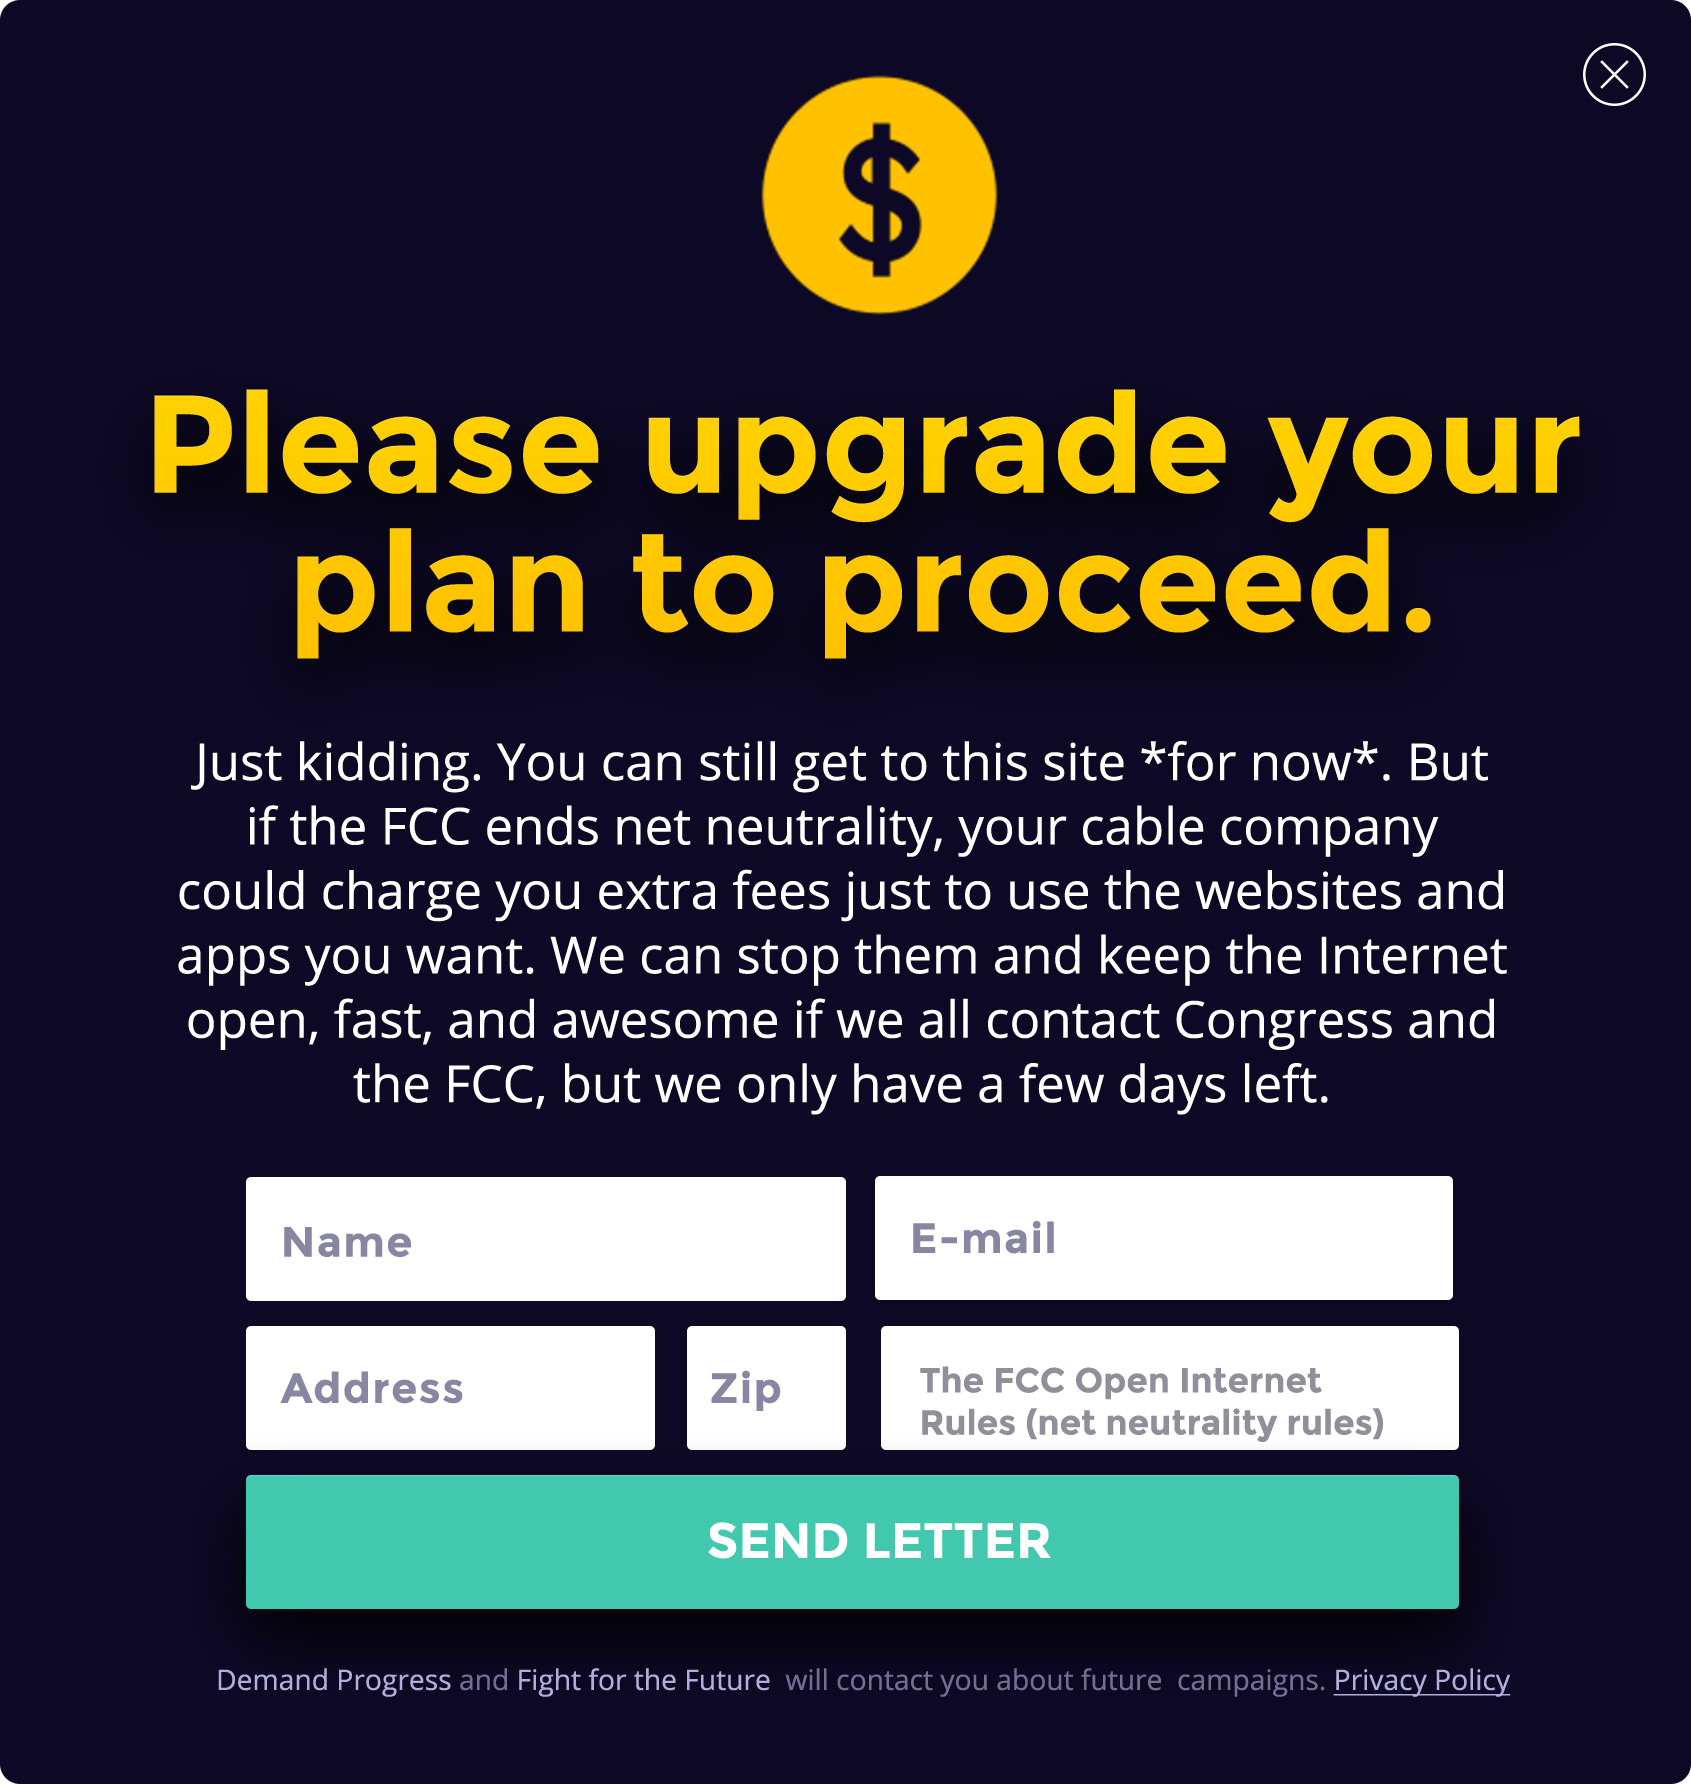 $
Please upgrade your
plan to proceed.
Just kidding. You can still get to this site *for now*. But
if the FCC ends net neutrality, your cable company
could charge you extra fees just to use the websites and
apps you want. We can stop them and keep the Internet
open, fast, and awesome if we all contact Congress and
the FCC, but we only have a few days left.
Name
E-mail
Address
Zip
The FCC Open Internet
Rules (net neutrality rules)
SEND LETTER
Demand Progress and Fight for the Future will contact you about future campaigns. Privacy Policy